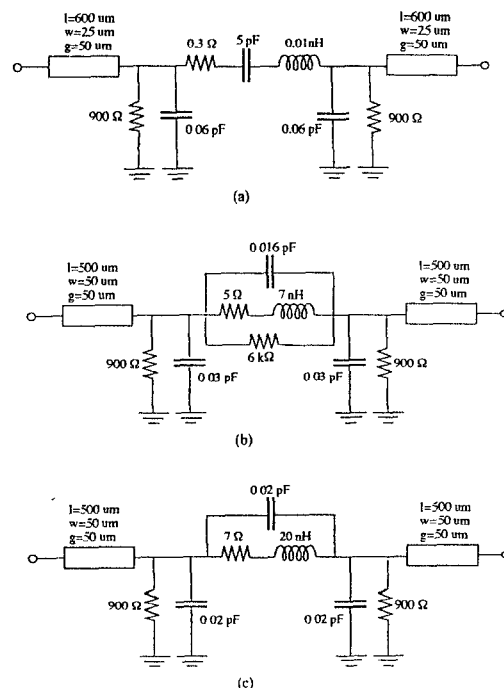 l=600 um
w=25 um
g=50 um
0.3 Ω
5 pF
0.01nH
l=600 um
w=25 um
g=50 um
900 Ω
0.06 pF
0.06 pF
900 Ω
(a)
0.016 pF
l=500 um
w=50 um
g=50 um
5 Ω
7 nH
l=500 um
w=50 um
g=50 um
6 kΩ
900 Ω
0.03 pF
0.03 pF
900 Ω
(b)
0.02 pF
l=500 um
w=50 um
g=50 um
7 Ω
20 nH
l=500 um
w=50 um
g=50 um
900 Ω
0.02 pF
0.02 pF
900 Ω
(c)